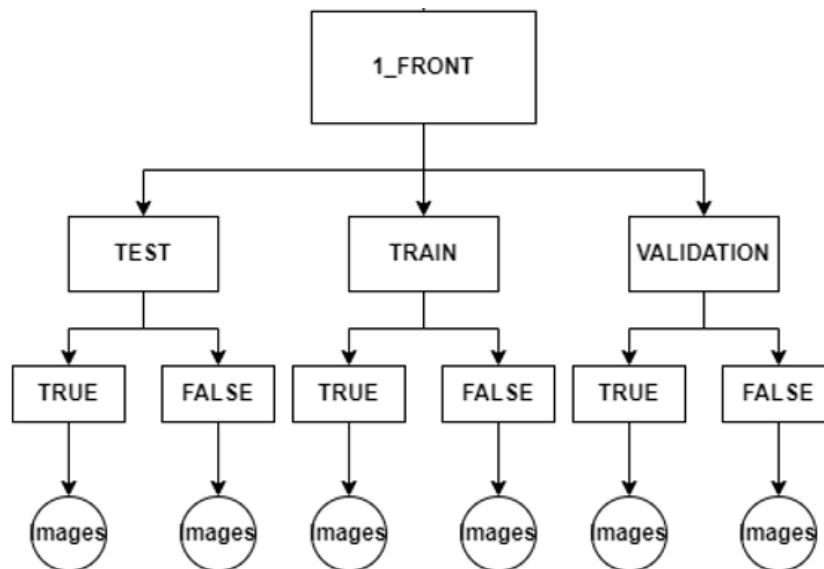 1_FRONT
TEST
TRAIN
VALIDATION
TRUE
FALSE
TRUE
FALSE
TRUE
FALSE
Images
Images
Images
Images
Images
Images